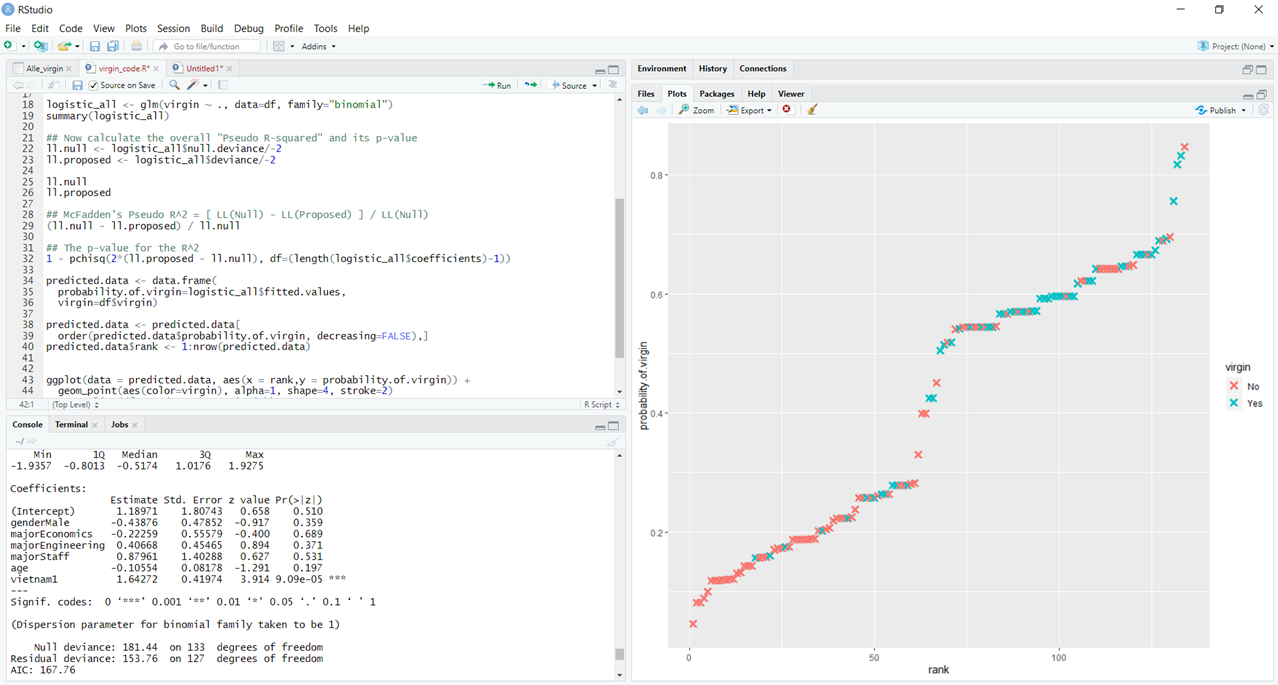 RStudio
File Edit Code View Plots Session Build Debug Profile Tools Help
Go to file/function Addins Project: (None)
Alle_virgin virgin_code.R* Untitled1*
Source on Save Run Source
17
18 logistic_all <- glm(virgin ~ ., data=df, family="binomial")
19 summary(logistic_all)
20
21 ## Now calculate the overall "Pseudo R-squared" and its p-value
22 ll.null <- logistic_all$null.deviance/-2
23 ll.proposed <- logistic_all$deviance/-2
24
25 ll.null
26 ll.proposed
27
28 ## McFadden's Pseudo R^2 = [ LL(Null) - LL(Proposed) ] / LL(Null)
29 (ll.null - ll.proposed) / ll.null
30
31 ## The p-value for the R^2
32 1 - pchisq(2*(ll.proposed - ll.null), df=(length(logistic_all$coefficients)-1))
33
34 predicted.data <- data.frame(
35 probability.of.virgin=logistic_all$fitted.values,
36 virgin=df$virgin)
37
38 predicted.data <- predicted.data[
39 order(predicted.data$probability.of.virgin, decreasing=FALSE),]
40 predicted.data$rank <- 1:nrow(predicted.data)
41
42
43 ggplot(data = predicted.data, aes(x = rank,y = probability.of.virgin)) +
44 geom_point(aes(color=virgin), alpha=1, shape=4, stroke=2)
42:1 (Top Level) R Script
Console Terminal Jobs
~/
Min 1Q Median 3Q Max
-1.9357 -0.8013 -0.5174 1.0176 1.9275
Coefficients:
Estimate Std. Error z value Pr(>|z|)
(Intercept) 1.18971 1.80743 0.658 0.510
genderMale -0.43876 0.47852 -0.917 0.359
majorEconomics -0.22259 0.55579 -0.400 0.689
majorEngineering 0.40668 0.45465 0.894 0.371
majorStaff 0.87961 1.40288 0.627 0.531
age -0.10554 0.08178 -1.291 0.197
vietnam1 1.64272 0.41974 3.914 9.09e-05 ***
---
Signif. codes: 0 ‘***’ 0.001 ‘**’ 0.01 ‘*’ 0.05 ‘.’ 0.1 ‘ ’ 1
(Dispersion parameter for binomial family taken to be 1)
Null deviance: 181.44 on 133 degrees of freedom
Residual deviance: 153.76 on 127 degrees of freedom
AIC: 167.76
Environment History Connections
Files Plots Packages Help Viewer
Zoom Export Publish
0.8
0.6
0.4
0.2
probability.of.virgin
0 50 100
rank
virgin
No
Yes